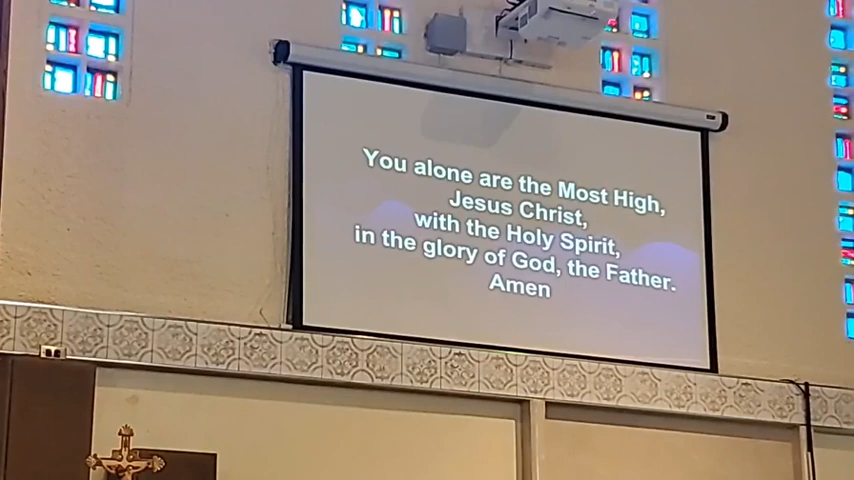 You alone are the Most High,
Jesus Christ,
with the Holy Spirit,
in the glory of God, the Father.
Amen